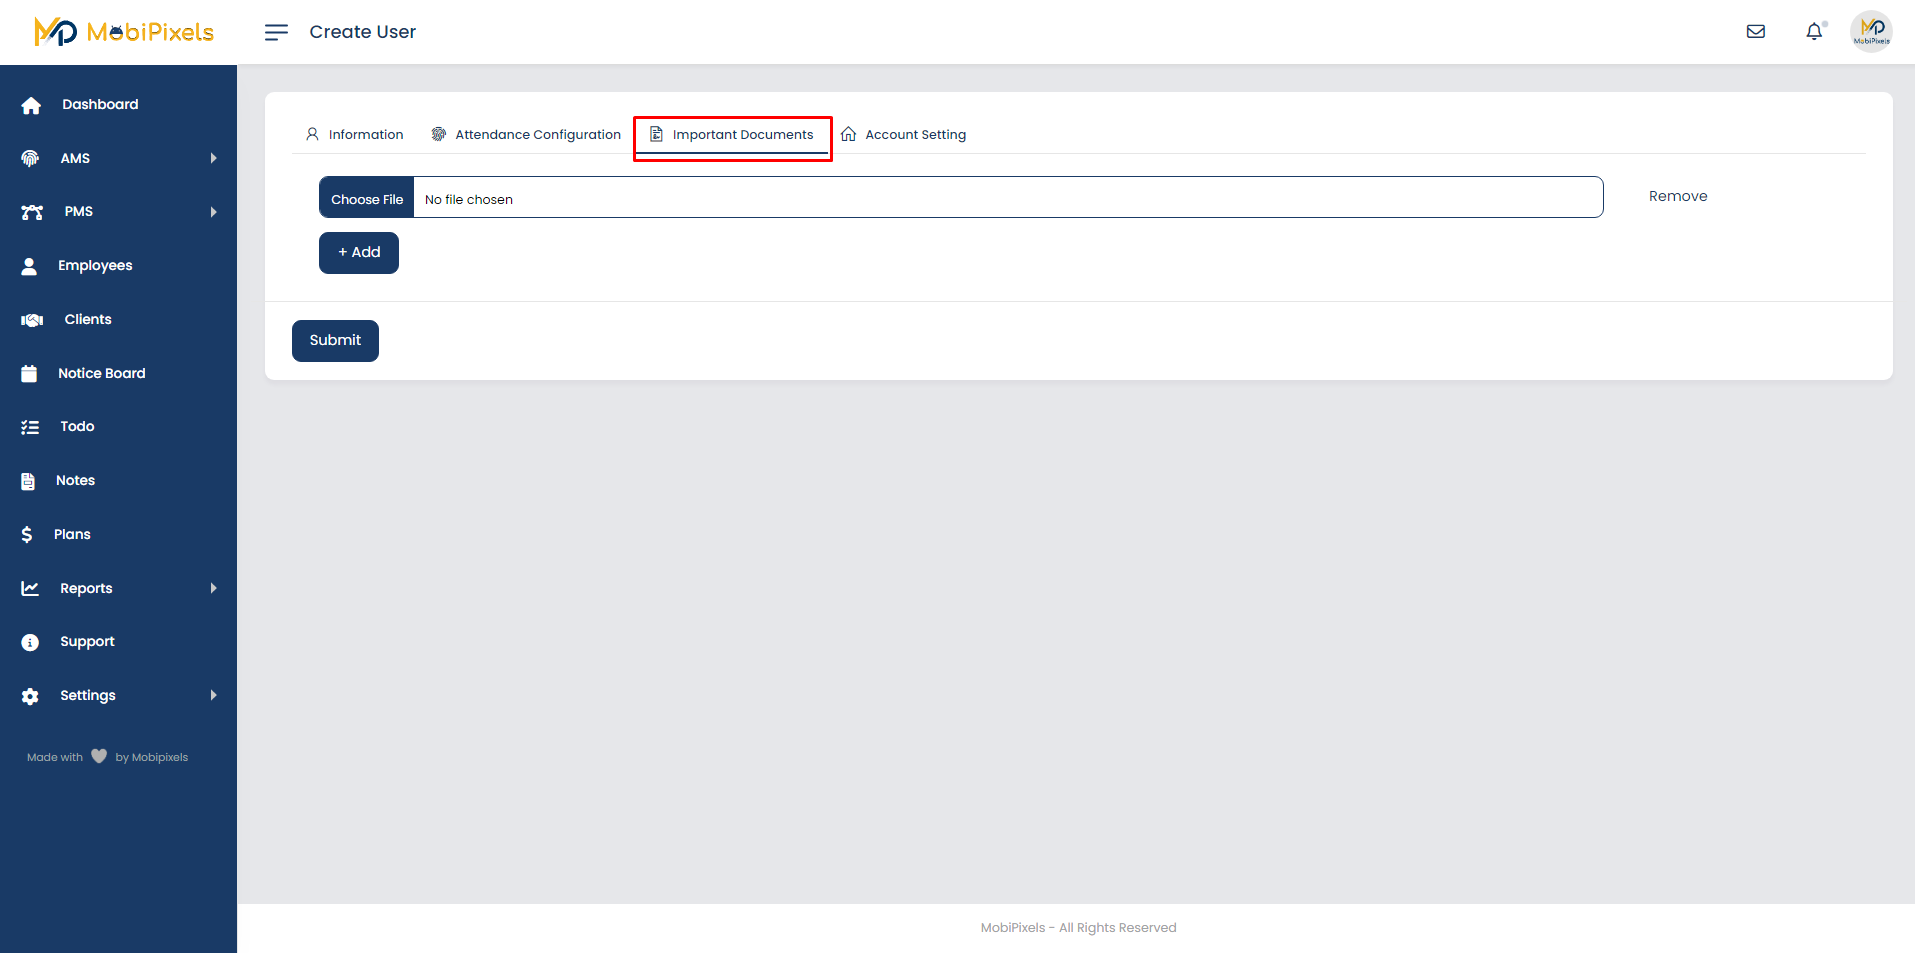 MobiPixels
Create User
MobiPixels
Dashboard
AMS
PMS
Employees
Clients
Notice Board
Todo
Notes
Plans
Reports
Support
Settings
Made with by Mobipixels
Information
Attendance Configuration
Important Documents
Account Setting
Choose File No file chosen
Remove
+ Add
Submit
MobiPixels - All Rights Reserved